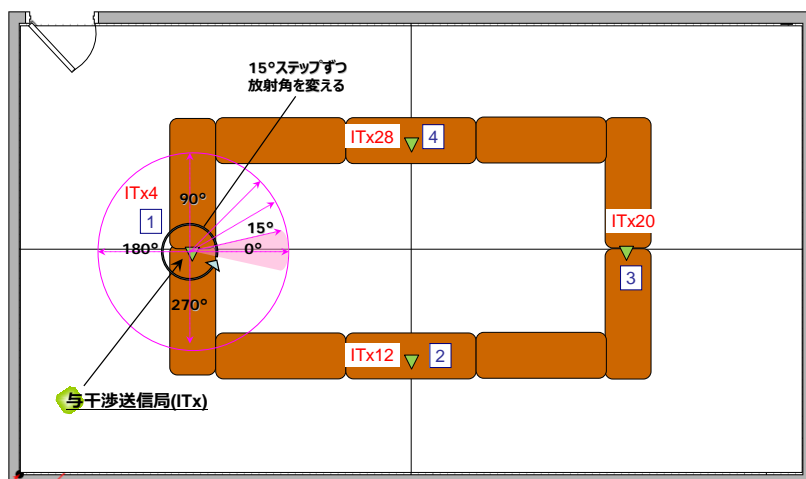 15°ステップずつ
放射角を変える
ITx28
4
ITx4
90°
1
15°
ITx20
180°
0°
3
270°
ITx12
2
与干渉送信局(ITx)